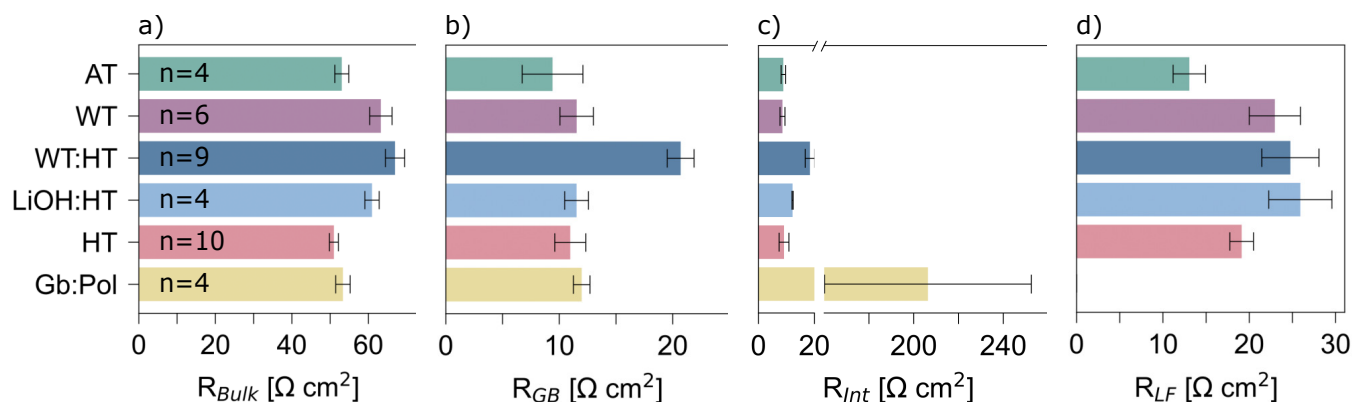 a)
b)
c)
d)
AT
WT
WT:HT
LiOH:HT
HT
Gb:Pol
n=4
n=6
n=9
n=4
n=10
n=4
0 20 40 60
0 10 20
0 20 200 240
0 10 20 30
R_Bulk [Ω cm²]
R_GB [Ω cm²]
R_Int [Ω cm²]
R_LF [Ω cm²]